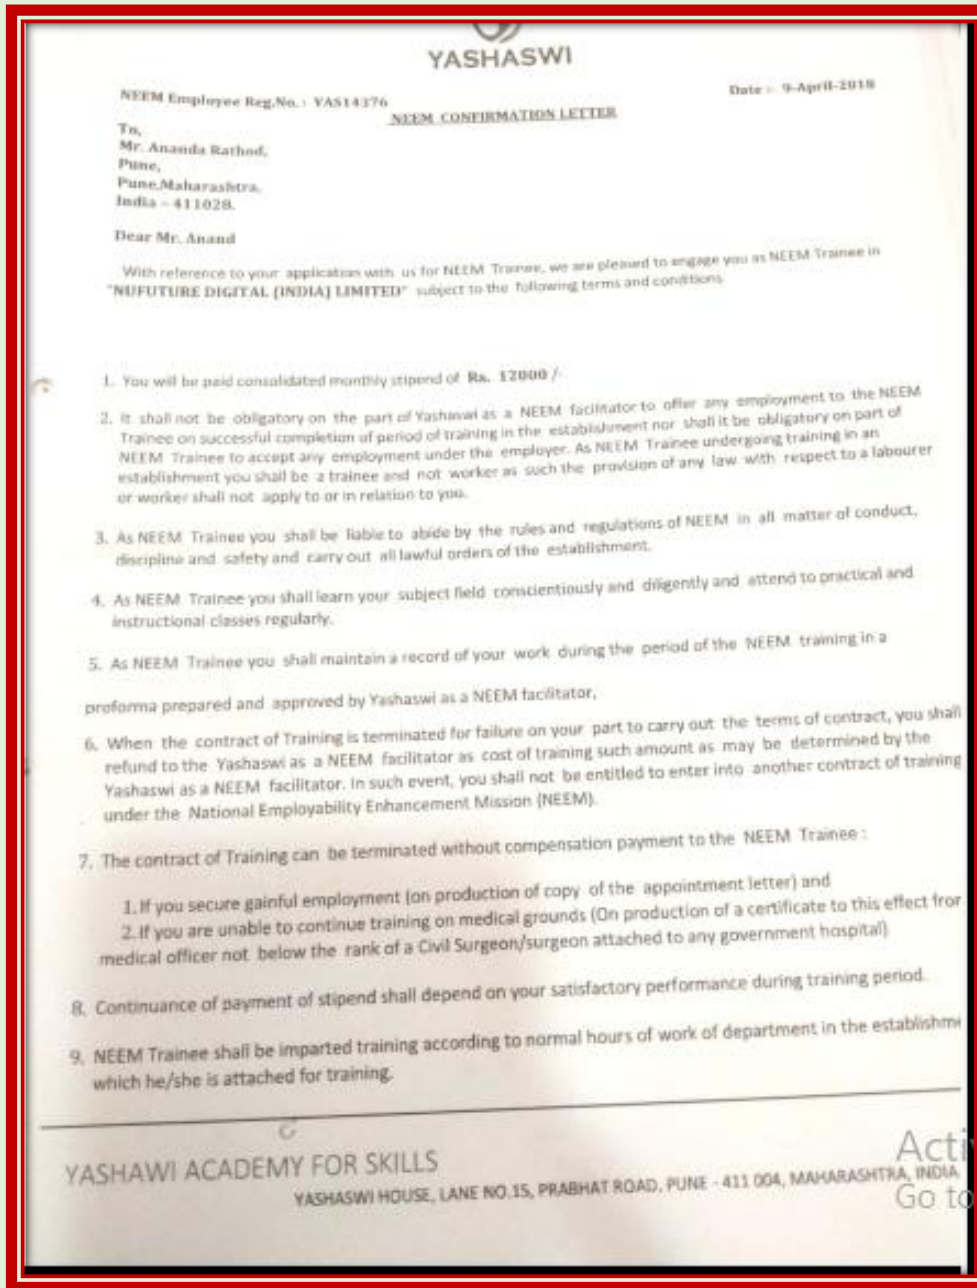 YASHASWI
NEEM Employee Reg.No. : YAS14376
Date : 9-April-2018
NEEM CONFIRMATION LETTER
To,
Mr. Ananda Rathod,
Pune,
Pune,Maharashtra,
India – 411028.
Dear Mr. Anand
With reference to your application with us for NEEM Trainee, we are pleased to engage you as NEEM Trainee in
"NUFUTURE DIGITAL (INDIA) LIMITED" subject to the following terms and conditions
1. You will be paid consolidated monthly stipend of Rs. 12000 /-
2. It shall not be obligatory on the part of Yashaswi as a NEEM facilitator to offer any employment to the NEEM
Trainee on successful completion of period of training in the establishment nor shall it be obligatory on part of
NEEM Trainee to accept any employment under the employer. As NEEM Trainee undergoing training in an
establishment you shall be a trainee and not worker as such the provision of any law with respect to a labourer
or worker shall not apply to or in relation to you.
3. As NEEM Trainee you shall be liable to abide by the rules and regulations of NEEM in all matter of conduct,
discipline and safety and carry out all lawful orders of the establishment.
4. As NEEM Trainee you shall learn your subject field conscientiously and diligently and attend to practical and
instructional classes regularly.
5. As NEEM Trainee you shall maintain a record of your work during the period of the NEEM training in a
proforma prepared and approved by Yashaswi as a NEEM facilitator,
6. When the contract of Training is terminated for failure on your part to carry out the terms of contract, you shall
refund to the Yashaswi as a NEEM facilitator as cost of training such amount as may be determined by the
Yashaswi as a NEEM facilitator. In such event, you shall not be entitled to enter into another contract of training
under the National Employability Enhancement Mission (NEEM).
7. The contract of Training can be terminated without compensation payment to the NEEM Trainee :
1. If you secure gainful employment (on production of copy of the appointment letter) and
2. If you are unable to continue training on medical grounds (On production of a certificate to this effect fror
medical officer not below the rank of a Civil Surgeon/surgeon attached to any government hospital)
8. Continuance of payment of stipend shall depend on your satisfactory performance during training period.
9. NEEM Trainee shall be imparted training according to normal hours of work of department in the establishme
which he/she is attached for training.
YASHAWI ACADEMY FOR SKILLS
YASHASWI HOUSE, LANE NO.15, PRABHAT ROAD, PUNE - 411 004, MAHARASHTRA, INDIA
Acti
Go to